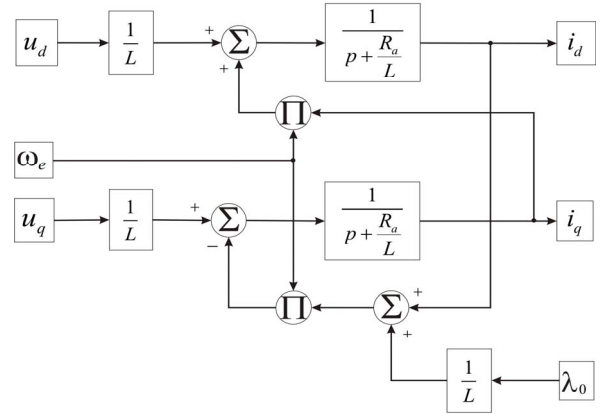 u_d
1/L
+
+
Σ
1/(p + R_a/L)
i_d
Π
ω_e
u_q
1/L
+
−
Σ
1/(p + R_a/L)
i_q
Π
Σ
+
+
1/L
λ_0